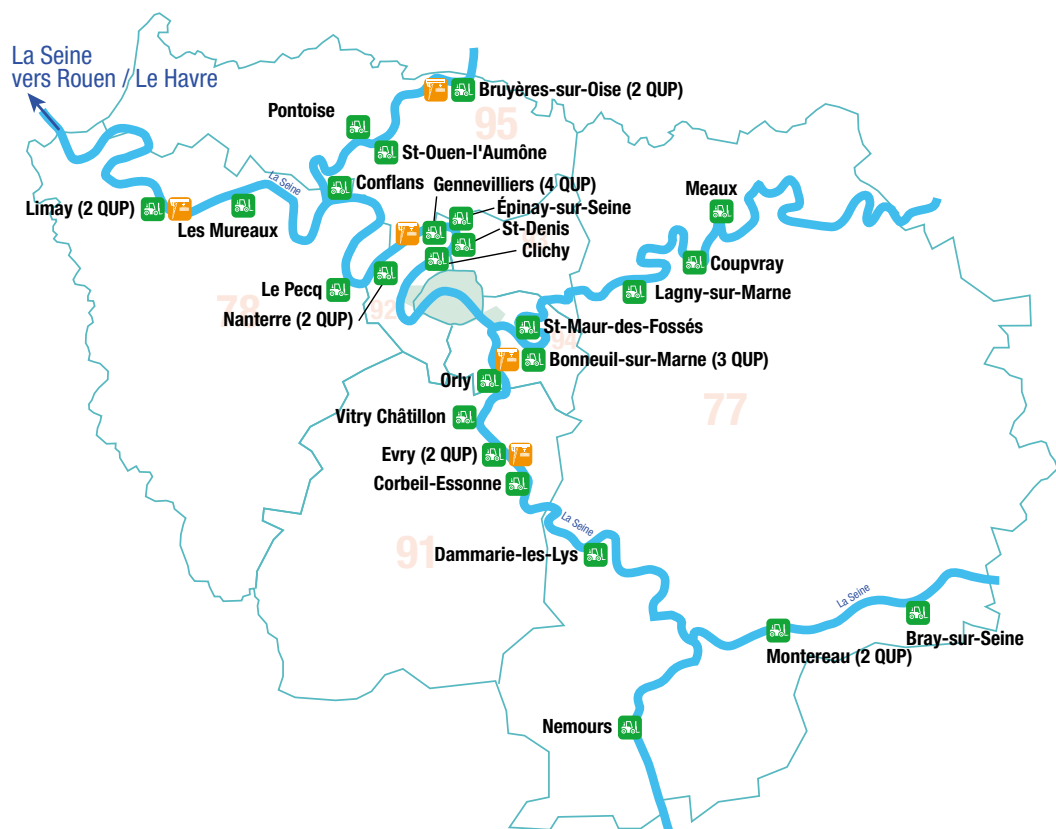 La Seine
vers Rouen / Le Havre
Bruyères-sur-Oise (2 QUP)
95
Pontoise
St-Ouen-l'Aumône
La Seine
Conflans
Gennevilliers (4 QUP)
Meaux
Limay (2 QUP)
Épinay-sur-Seine
Les Mureaux
St-Denis
Clichy
Coupvray
Le Pecq
Lagny-sur-Marne
78
92
Nanterre (2 QUP)
St-Maur-des-Fossés
94
Bonneuil-sur-Marne (3 QUP)
Orly
77
Vitry Châtillon
Evry (2 QUP)
Corbeil-Essonne
La Seine
91
Dammarie-les-Lys
La Seine
Bray-sur-Seine
Montereau (2 QUP)
Nemours